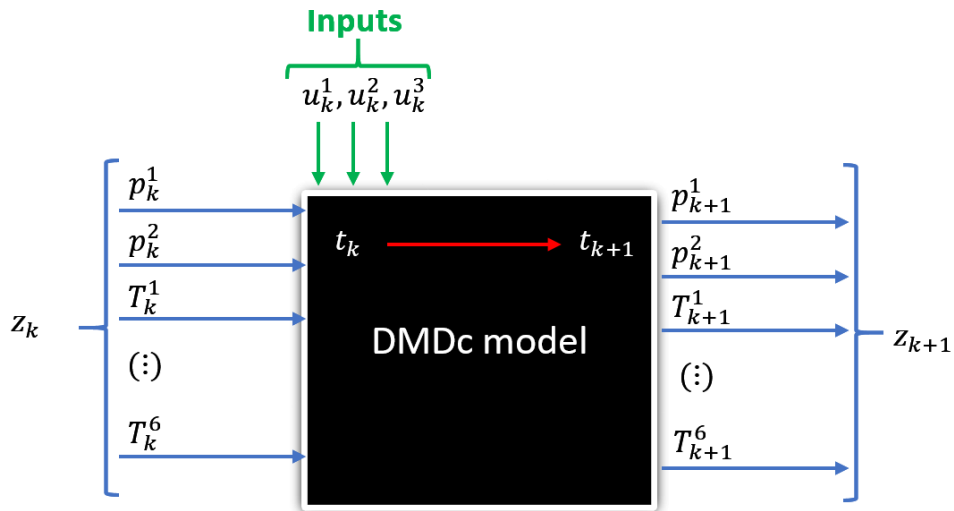 Inputs
$u_k^1, u_k^2, u_k^3$
$p_k^1$
$p_k^2$
$T_k^1$
(⋮)
$T_k^6$
$z_k$
$t_k$ $t_{k+1}$
DMDc model
$p_{k+1}^1$
$p_{k+1}^2$
$T_{k+1}^1$
(⋮)
$T_{k+1}^6$
$z_{k+1}$